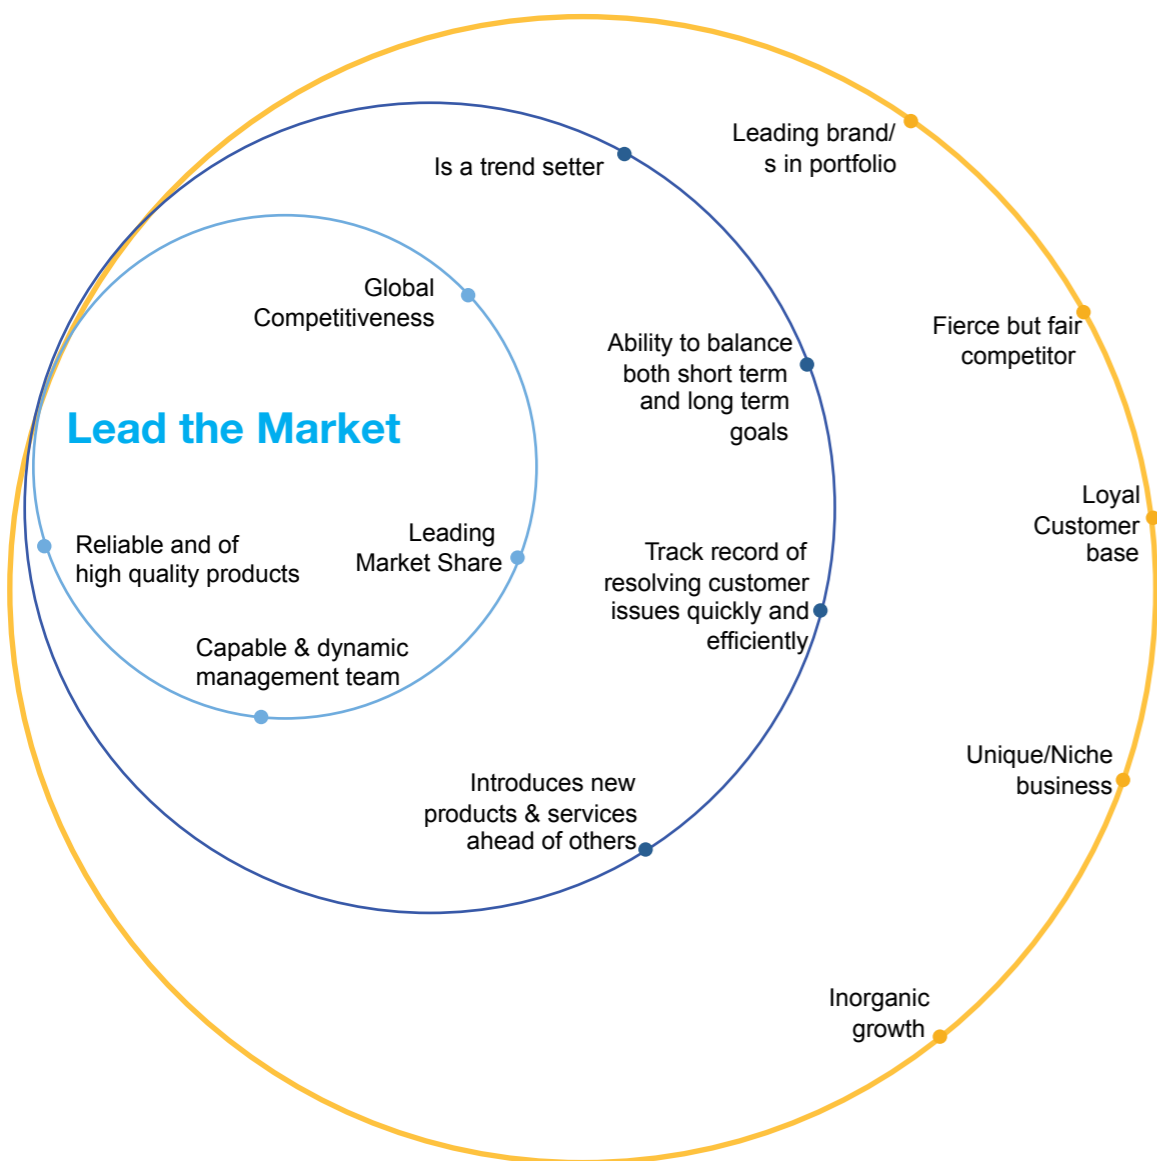 Leading brand/
s in portfolio
Is a trend setter
Global
Competitiveness
Fierce but fair
competitor
Ability to balance
both short term
and long term
goals
Lead the Market
Loyal
Customer
base
Reliable and of
high quality products
Leading
Market Share
Track record of
resolving customer
issues quickly and
efficiently
Capable & dynamic
management team
Unique/Niche
business
Introduces new
products & services
ahead of others
Inorganic
growth